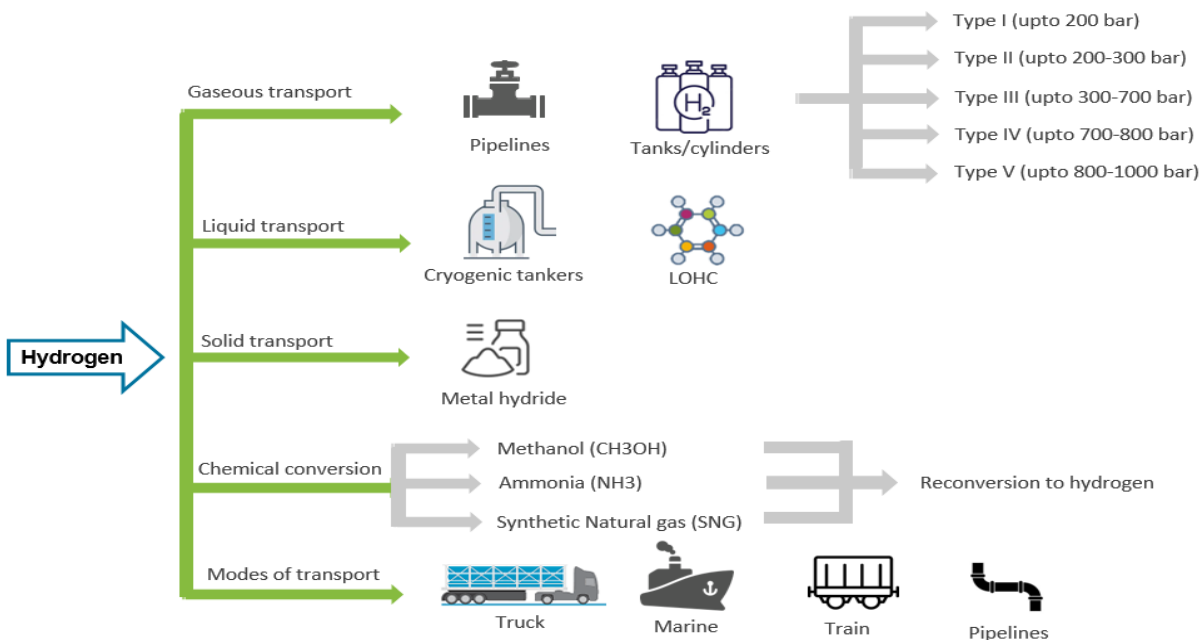 Hydrogen
Gaseous transport
Pipelines
H2
Tanks/cylinders
Type I (upto 200 bar)
Type II (upto 200-300 bar)
Type III (upto 300-700 bar)
Type IV (upto 700-800 bar)
Type V (upto 800-1000 bar)
Liquid transport
Cryogenic tankers
LOHC
Solid transport
Metal hydride
Chemical conversion
Methanol (CH3OH)
Ammonia (NH3)
Synthetic Natural gas (SNG)
Reconversion to hydrogen
Modes of transport
Truck
Marine
Train
Pipelines